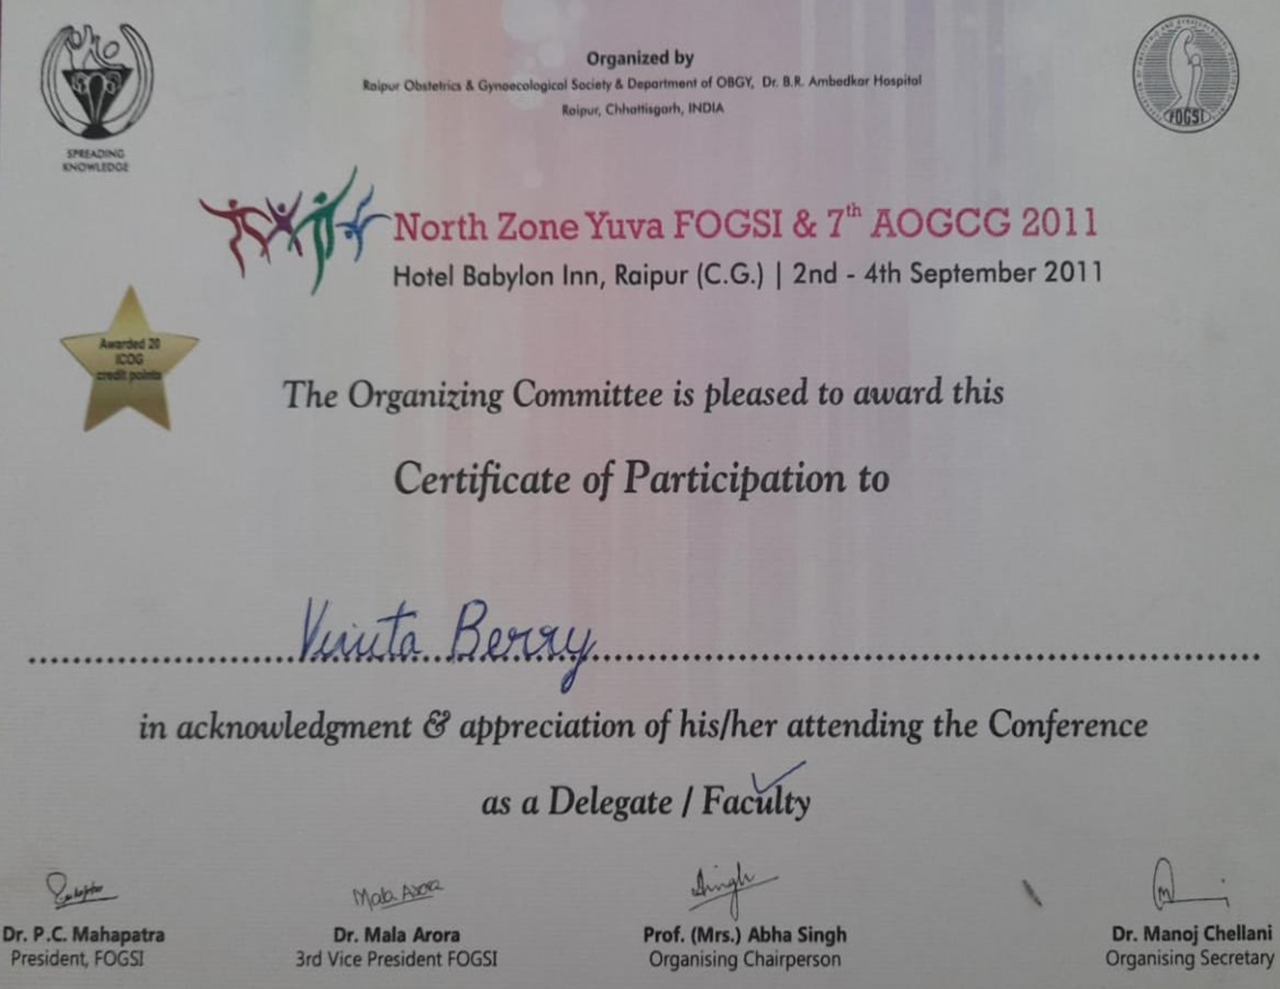 Organized by
Raipur Obstetrics & Gynaecological Society & Department of OBGY, Dr. B.R. Ambedkar Hospital
Raipur, Chhattisgarh, INDIA
SPREADING
KNOWLEDGE
FOGSI
North Zone Yuva FOGSI & 7th AOGCG 2011
Hotel Babylon Inn, Raipur (C.G.) | 2nd - 4th September 2011
Awarded 20
ICOG
credit points
The Organizing Committee is pleased to award this
Certificate of Participation to
Vinita Berry
in acknowledgment & appreciation of his/her attending the Conference
as a Delegate / Faculty
Mala Arora
Singh
Dr. P.C. Mahapatra
President, FOGSI
Dr. Mala Arora
3rd Vice President FOGSI
Prof. (Mrs.) Abha Singh
Organising Chairperson
Dr. Manoj Chellani
Organising Secretary